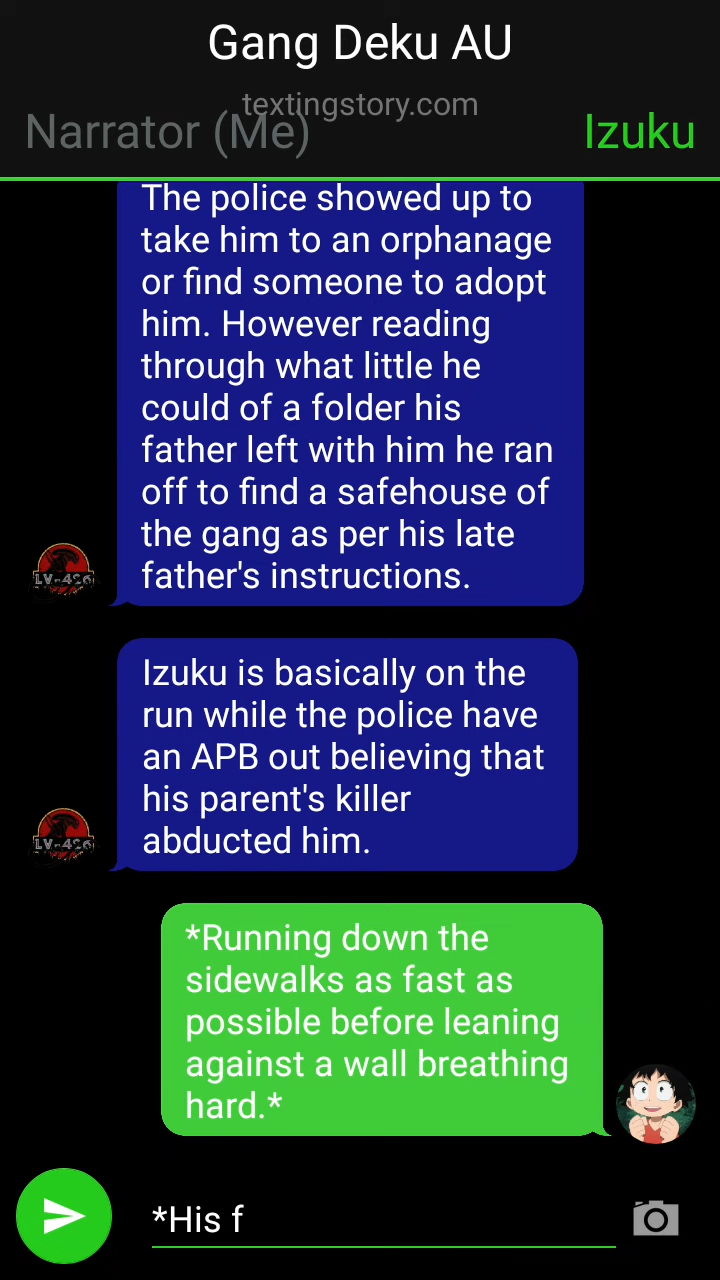 Gang Deku AU
textingstory.com
Narrator (Me)
Izuku
The police showed up to
take him to an orphanage
or find someone to adopt
him. However reading
through what little he
could of a folder his
father left with him he ran
off to find a safehouse of
the gang as per his late
father's instructions.
LV-426
Izuku is basically on the
run while the police have
an APB out believing that
his parent's killer
abducted him.
LV-426
*Running down the
sidewalks as fast as
possible before leaning
against a wall breathing
hard.*
*His f